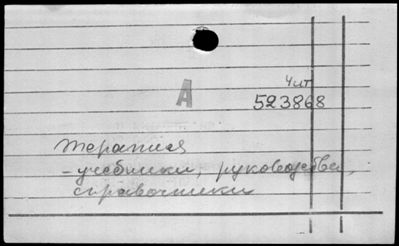 Чит
А
523868
Терапия
- учебники, руководства,
справочники